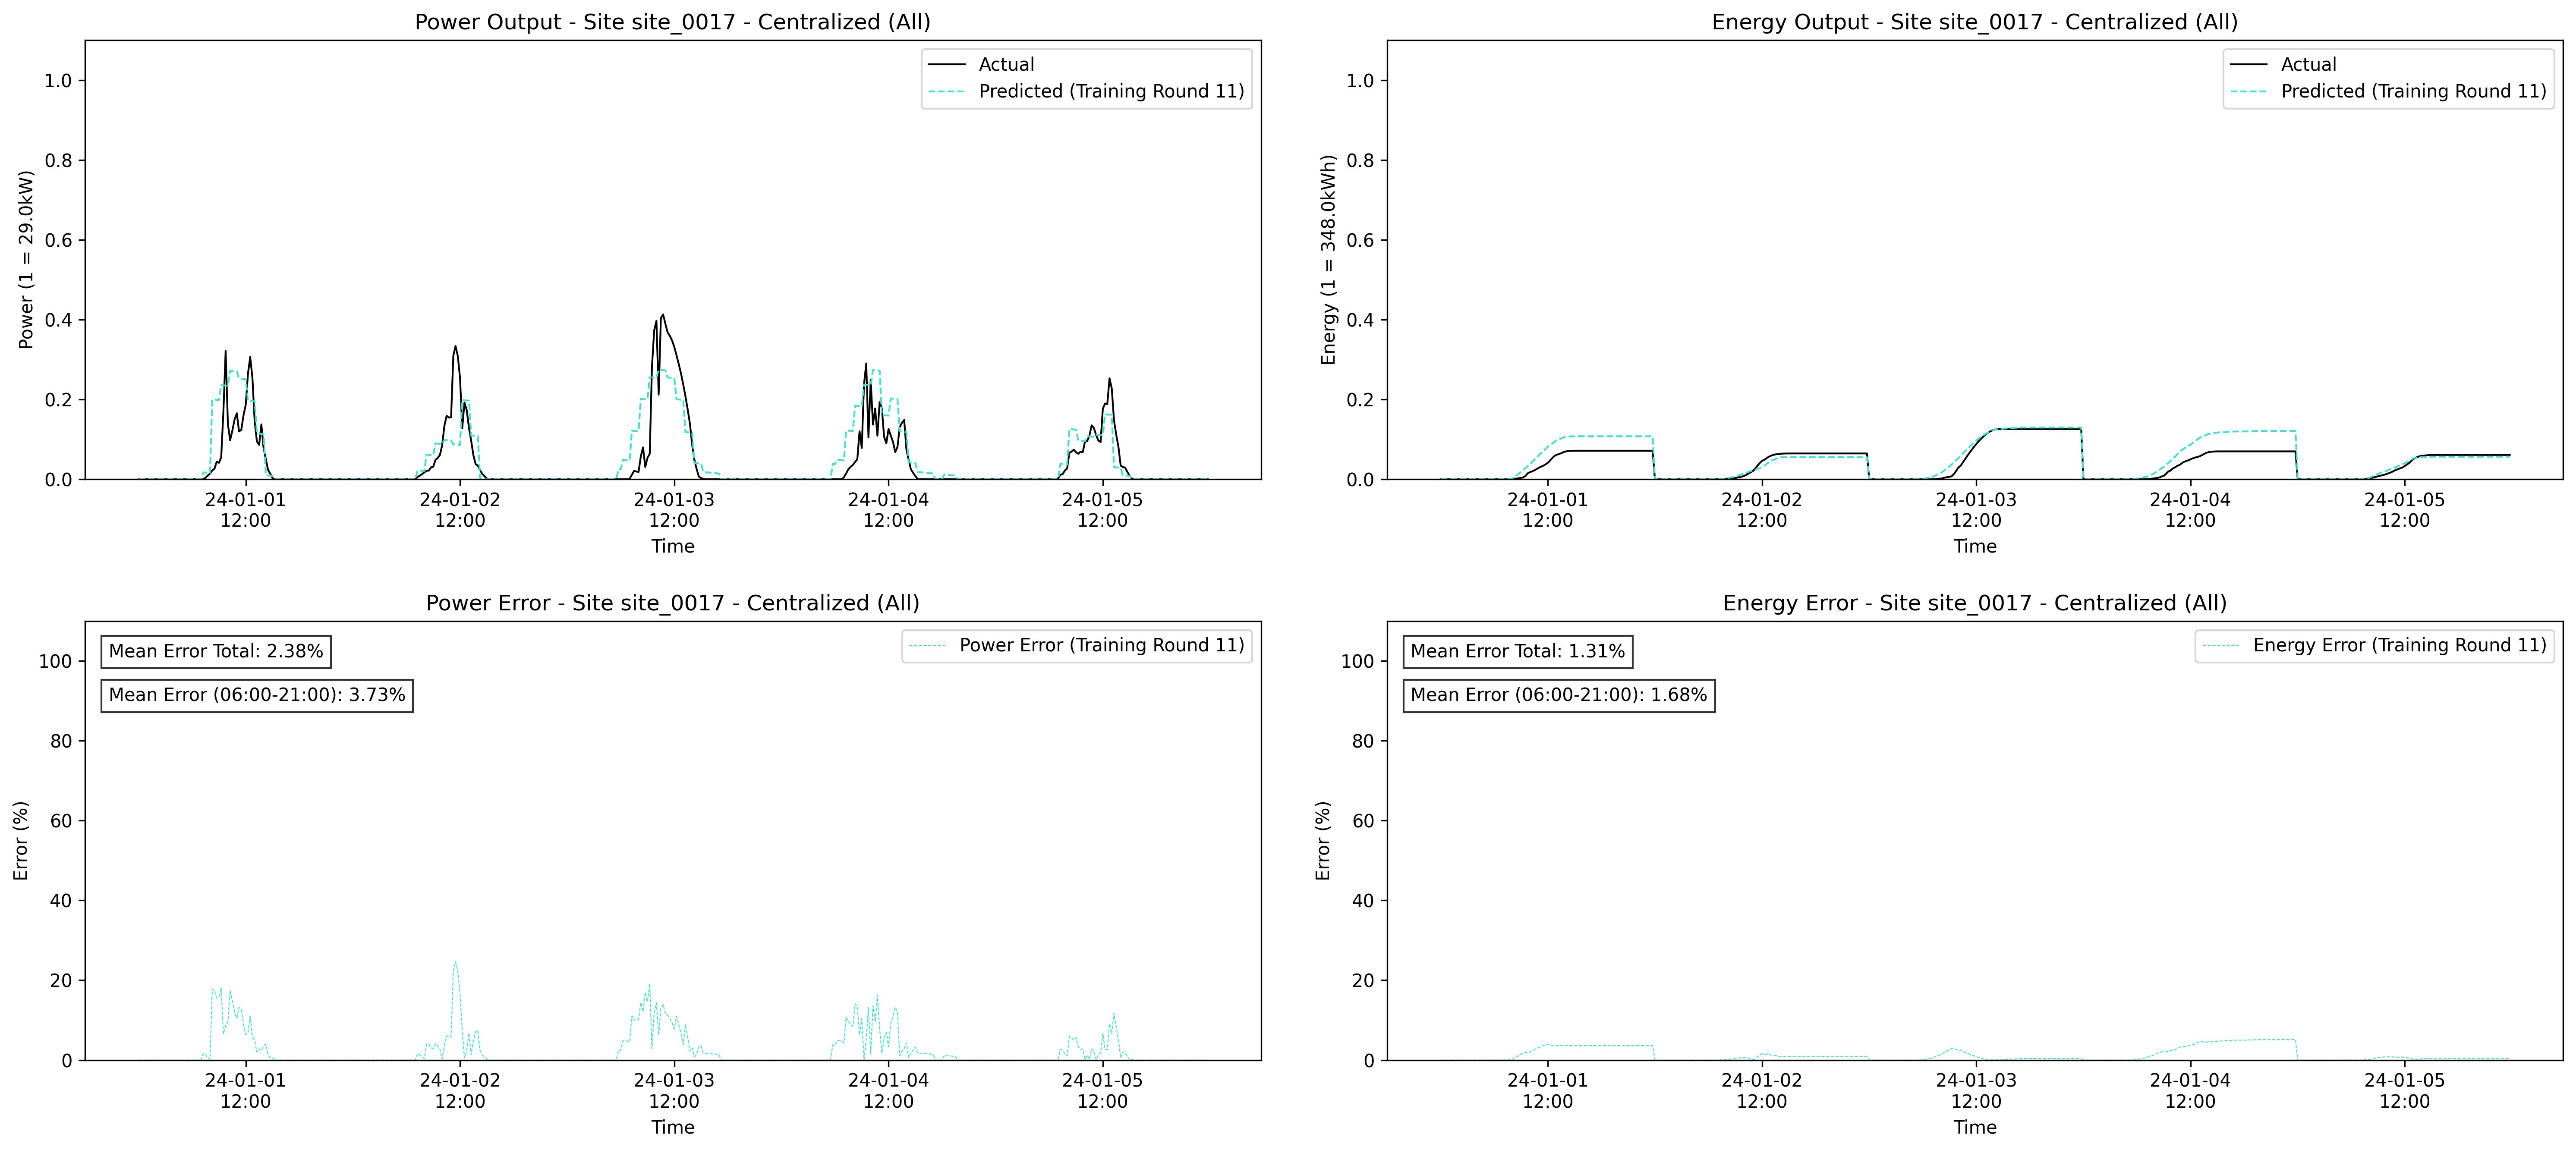 Power Output - Site site_0017 - Centralized (All)
Power (1 = 29.0kW)
1.0
0.8
0.6
0.4
0.2
0.0
Actual
Predicted (Training Round 11)
24-01-01
12:00
24-01-02
12:00
24-01-03
12:00
24-01-04
12:00
24-01-05
12:00
Time
Energy Output - Site site_0017 - Centralized (All)
Energy (1 = 348.0kWh)
1.0
0.8
0.6
0.4
0.2
0.0
Actual
Predicted (Training Round 11)
24-01-01
12:00
24-01-02
12:00
24-01-03
12:00
24-01-04
12:00
24-01-05
12:00
Time
Power Error - Site site_0017 - Centralized (All)
Error (%)
100
80
60
40
20
0
Mean Error Total: 2.38%
Mean Error (06:00-21:00): 3.73%
Power Error (Training Round 11)
24-01-01
12:00
24-01-02
12:00
24-01-03
12:00
24-01-04
12:00
24-01-05
12:00
Time
Energy Error - Site site_0017 - Centralized (All)
Error (%)
100
80
60
40
20
0
Mean Error Total: 1.31%
Mean Error (06:00-21:00): 1.68%
Energy Error (Training Round 11)
24-01-01
12:00
24-01-02
12:00
24-01-03
12:00
24-01-04
12:00
24-01-05
12:00
Time